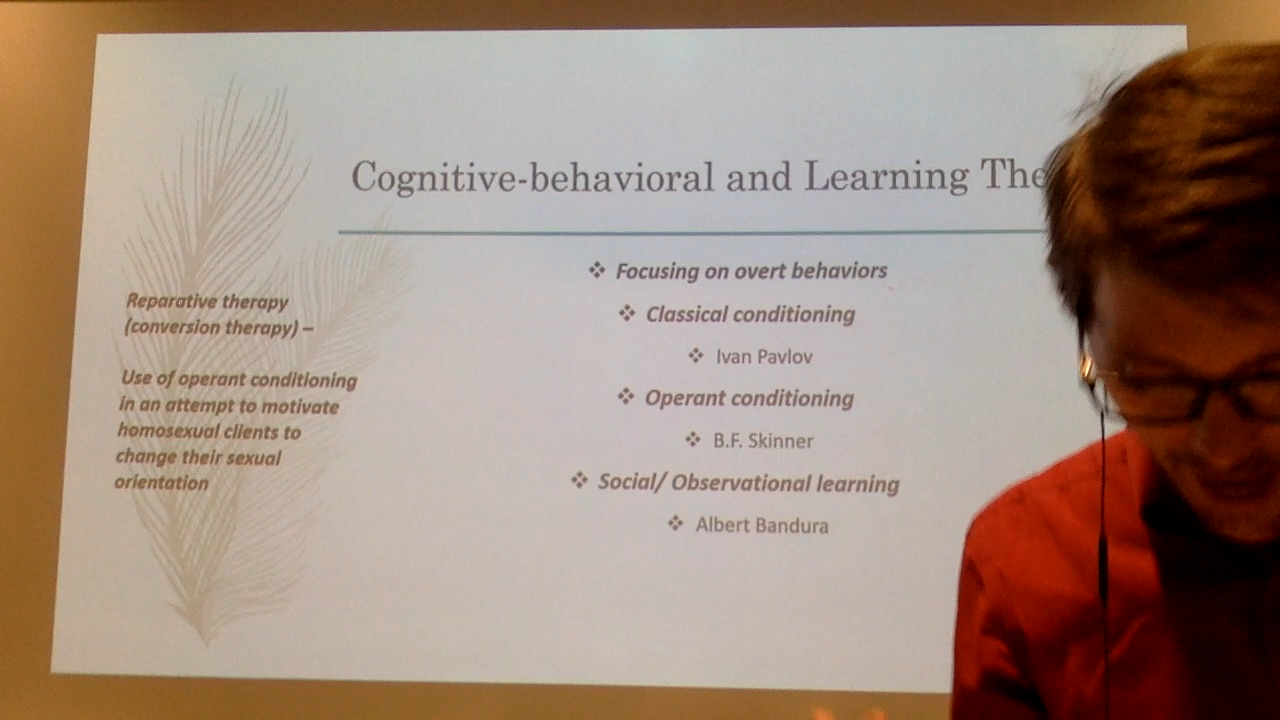 Cognitive-behavioral and Learning The
Reparative therapy
(conversion therapy) –
Use of operant conditioning
in an attempt to motivate
homosexual clients to
change their sexual
orientation
❖ Focusing on overt behaviors
❖ Classical conditioning
❖ Ivan Pavlov
❖ Operant conditioning
❖ B.F. Skinner
❖ Social/ Observational learning
❖ Albert Bandura